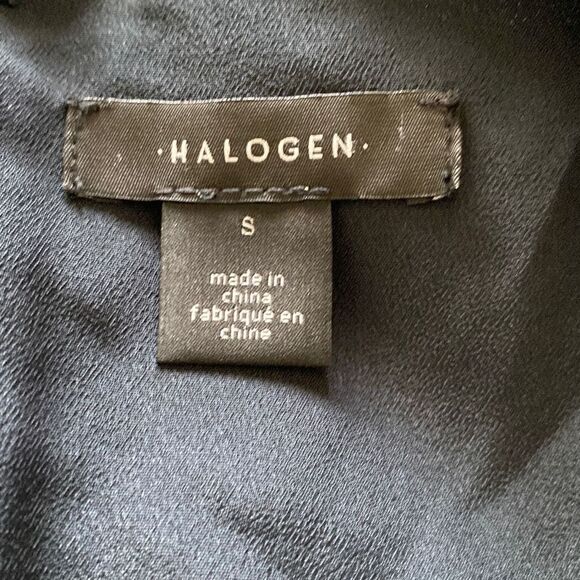 ·HALOGEN·
S
made in
china
fabriqué en
chine